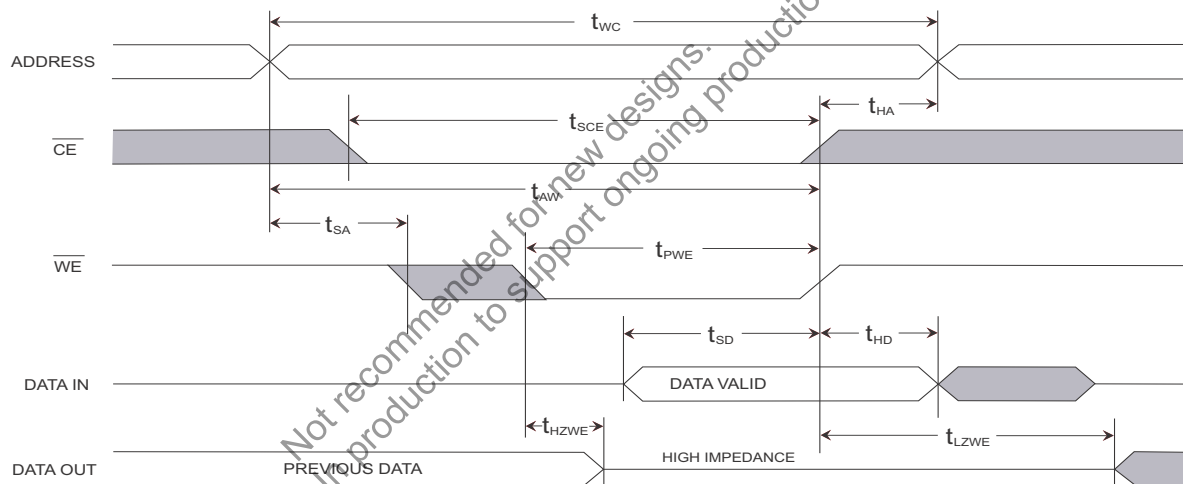 tWC
ADDRESS
tHA
tSCE
CE
tAW
tSA
tPWE
WE
tSD
tHD
DATA IN
DATA VALID
tHZWE
tLZWE
DATA OUT
PREVIOUS DATA
HIGH IMPEDANCE
Not recommended for new designs.
In production to support ongoing production